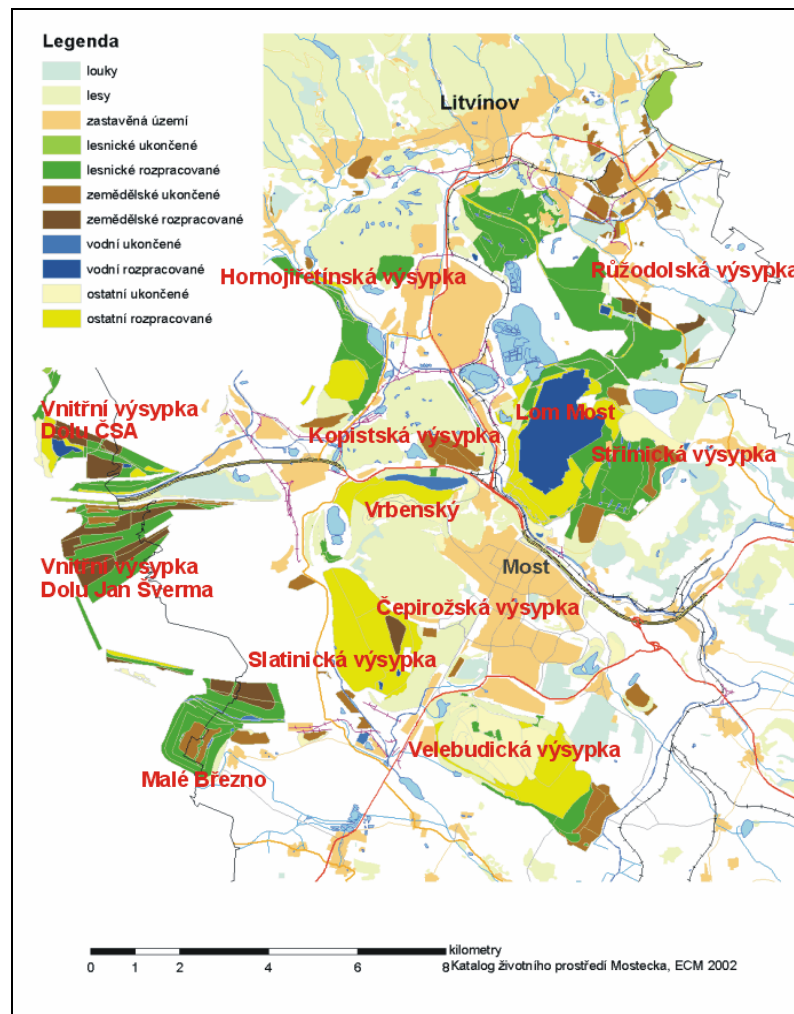 Legenda
louky
lesy
zastavěná území
lesnické ukončené
lesnické rozpracované
zemědělské ukončené
zemědělské rozpracované
vodní ukončené
vodní rozpracované
ostatní ukončené
ostatní rozpracované
Litvínov
Hornojiřetínská výsypka
Růžodolská výsypka
Vnitřní výsypka
Dolu ČSA
Kopistská výsypka
Lom Most
Střimická výsypka
Vrbenský
Vnitřní výsypka
Dolu Jan Šverma
Most
Čepirožská výsypka
Slatinická výsypka
Velebudická výsypka
Malé Březno
kilometry
0 1 2 4 6 8
Katalog životního prostředí Mostecka, ECM 2002